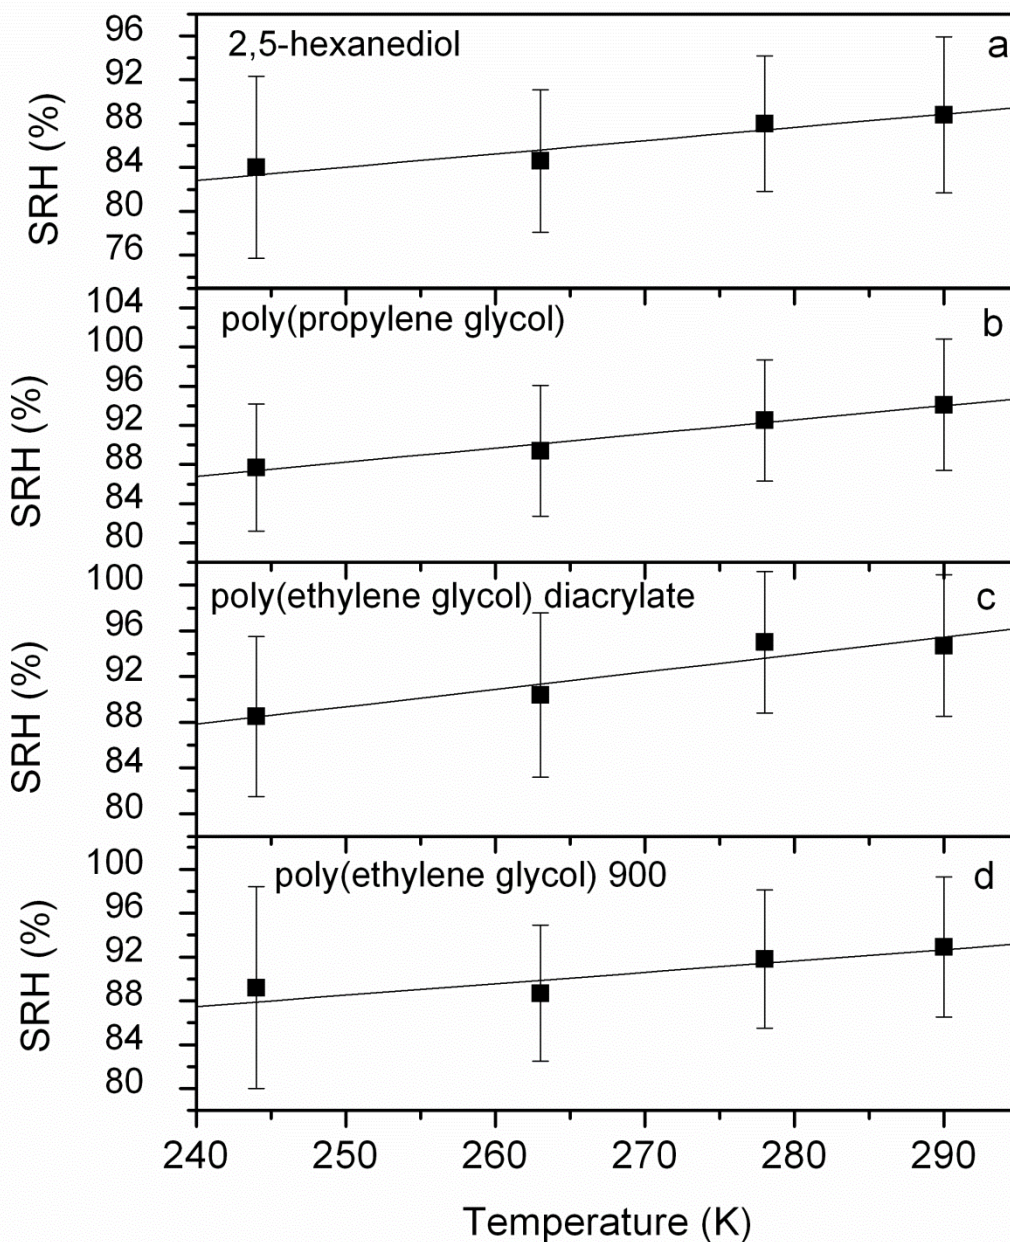 2,5-hexanediol
a
96
92
88
84
80
76
SRH (%)
poly(propylene glycol)
b
104
100
96
92
88
84
80
SRH (%)
poly(ethylene glycol) diacrylate
c
100
96
92
88
84
80
SRH (%)
poly(ethylene glycol) 900
d
100
96
92
88
84
80
SRH (%)
240 250 260 270 280 290
Temperature (K)